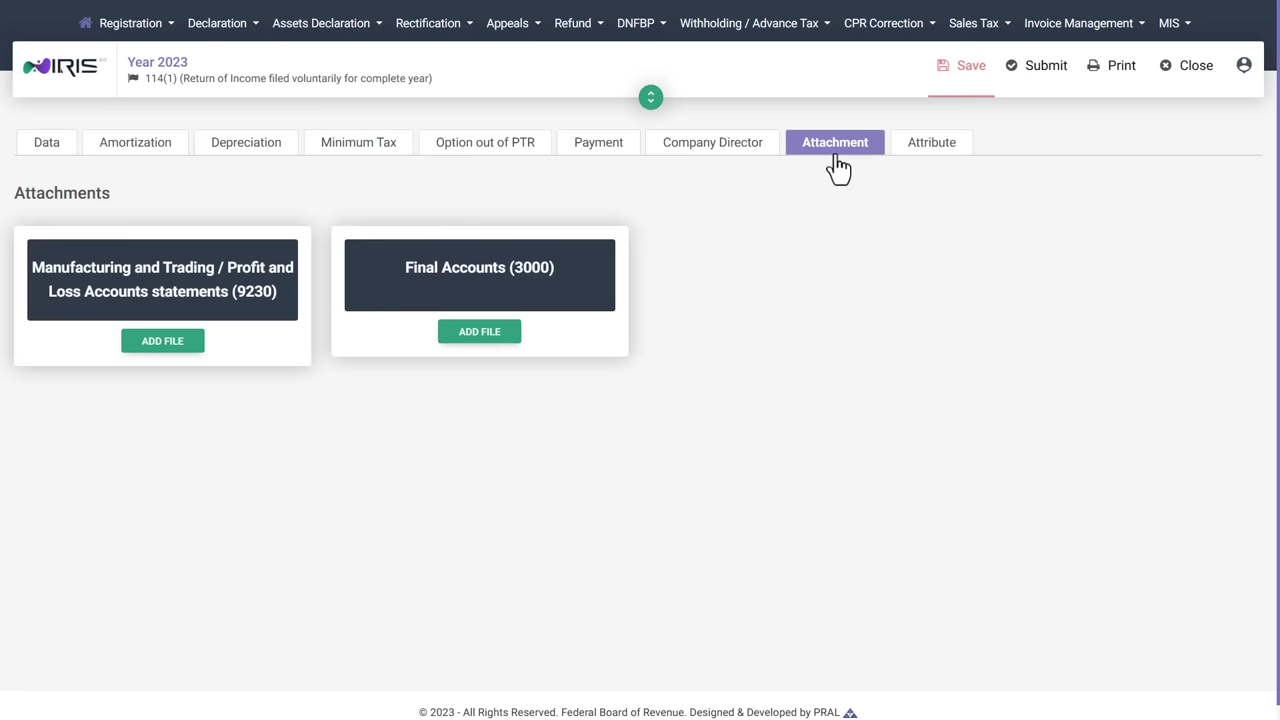 Registration Declaration Assets Declaration Rectification Appeals Refund DNFBP Withholding / Advance Tax CPR Correction Sales Tax Invoice Management MIS
IRIS
Year 2023
114(1) (Return of Income filed voluntarily for complete year)
Save Submit Print Close
Data Amortization Depreciation Minimum Tax Option out of PTR Payment Company Director Attachment Attribute
Attachments
Manufacturing and Trading / Profit and
Loss Accounts statements (9230)
ADD FILE
Final Accounts (3000)
ADD FILE
© 2023 - All Rights Reserved. Federal Board of Revenue. Designed & Developed by PRAL